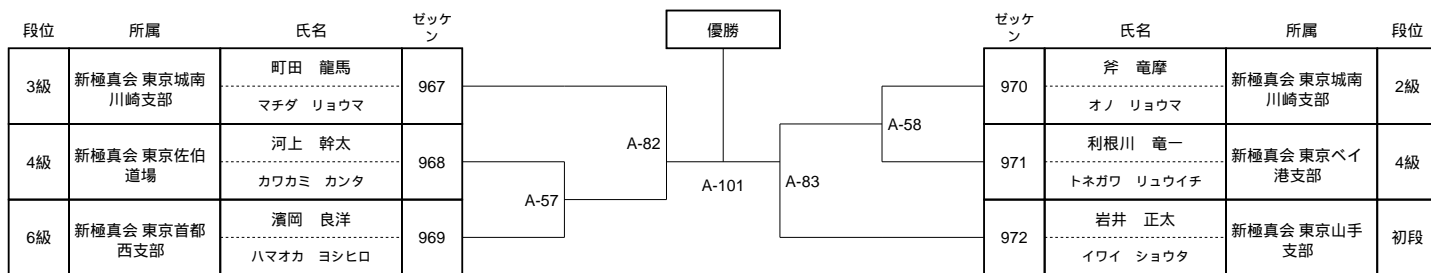 段位 所属 氏名 ゼッケン
優勝
ゼッケン 氏名 所属 段位
3級 新極真会 東京城南川崎支部 町田 龍馬 マチダ リョウマ 967
4級 新極真会 東京佐伯道場 河上 幹太 カワカミ カンタ 968
6級 新極真会 東京首都西支部 濱岡 良洋 ハマオカ ヨシヒロ 969
A-82
A-57
A-101
A-58
A-83
970 斧 竜摩 オノ リョウマ 新極真会 東京城南川崎支部 2級
971 利根川 竜一 トネガワ リュウイチ 新極真会 東京ベイ港支部 4級
972 岩井 正太 イワイ ショウタ 新極真会 東京山手支部 初段